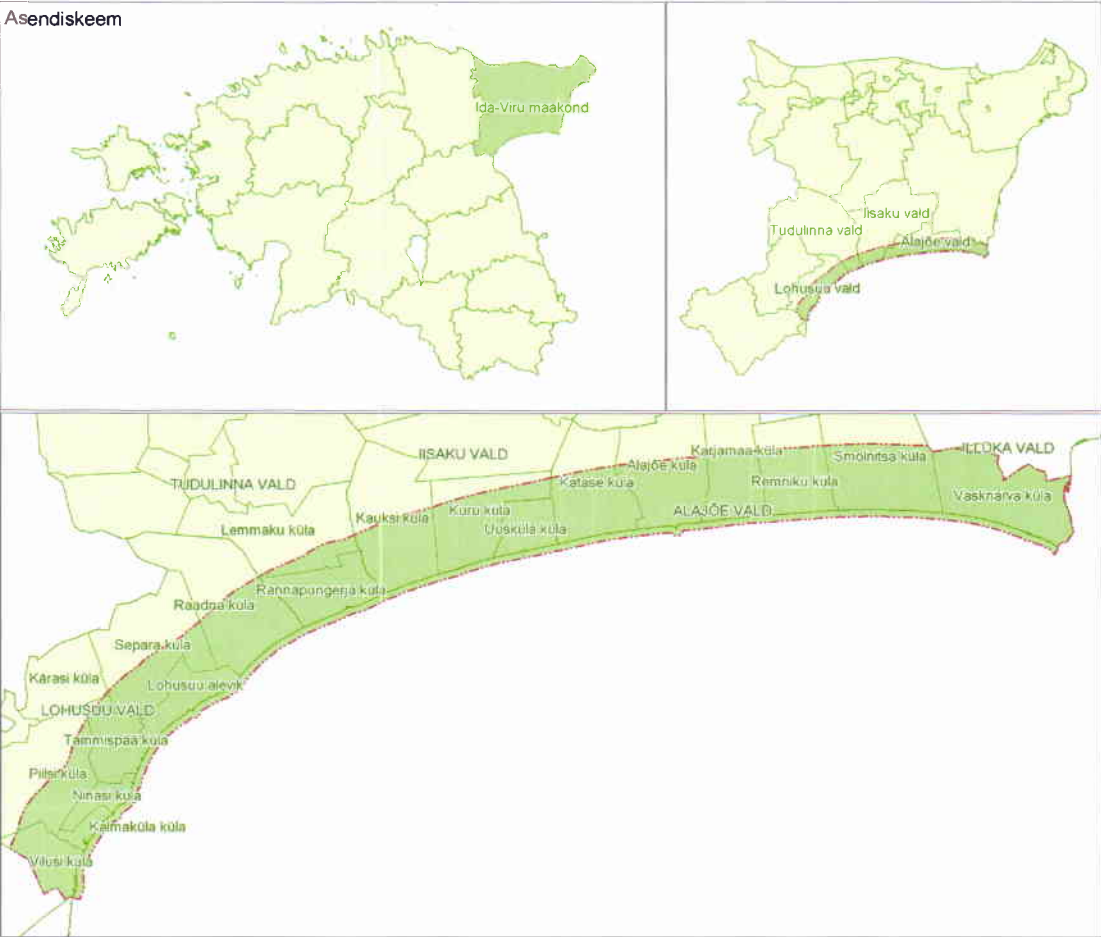 Asendiskeem
Ida-Viru maakond
Iisaku vald
Tudulinna vald
Alajõe vald
Lohusuu vald
IISAKU VALD
Karjamaa küla
ILLUKA VALD
Smolnitsa küla
Alajõe küla
TUDULINNA VALD
Katase küla
Remniku küla
Vasknarva küla
Kuru küla
ALAJÕE VALD
Kauksi küla
Lemmaku küla
Uusküla küla
Rannapungerja küla
Raadna küla
Separa küla
Kärasi küla
Lohusuu alevik
LOHUSUU VALD
Tammispää küla
Piilsi küla
Ninasi küla
Kalmaküla küla
Vilusi küla